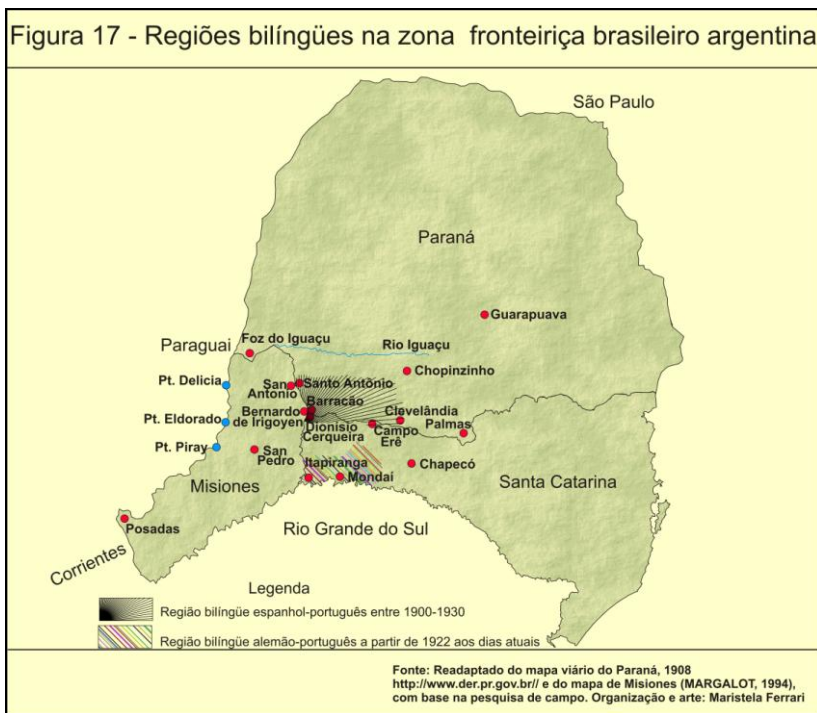 Figura 17 - Regiões bilíngües na zona fronteiriça brasileiro argentina
São Paulo
Paraná
Guarapuava
Foz do Iguaçu
Rio Iguaçu
Paraguai
Chopinzinho
Pt. Delicia
San
Antonio
Santo Antônio
Barracão
Bernardo
de Irigoyen
Pt. Eldorado
Dionisio
Cerqueira
Clevelândia
Campo
Erê
Palmas
Pt. Piray
San
Pedro
Itapiranga
Chapecó
Mondaí
Misiones
Santa Catarina
Posadas
Rio Grande do Sul
Corrientes
Legenda
Região bilíngüe espanhol-português entre 1900-1930
Região bilíngüe alemão-português a partir de 1922 aos dias atuais
Fonte: Readaptado do mapa viário do Paraná, 1908
http://www.der.pr.gov.br// e do mapa de Misiones (MARGALOT, 1994),
com base na pesquisa de campo. Organização e arte: Maristela Ferrari